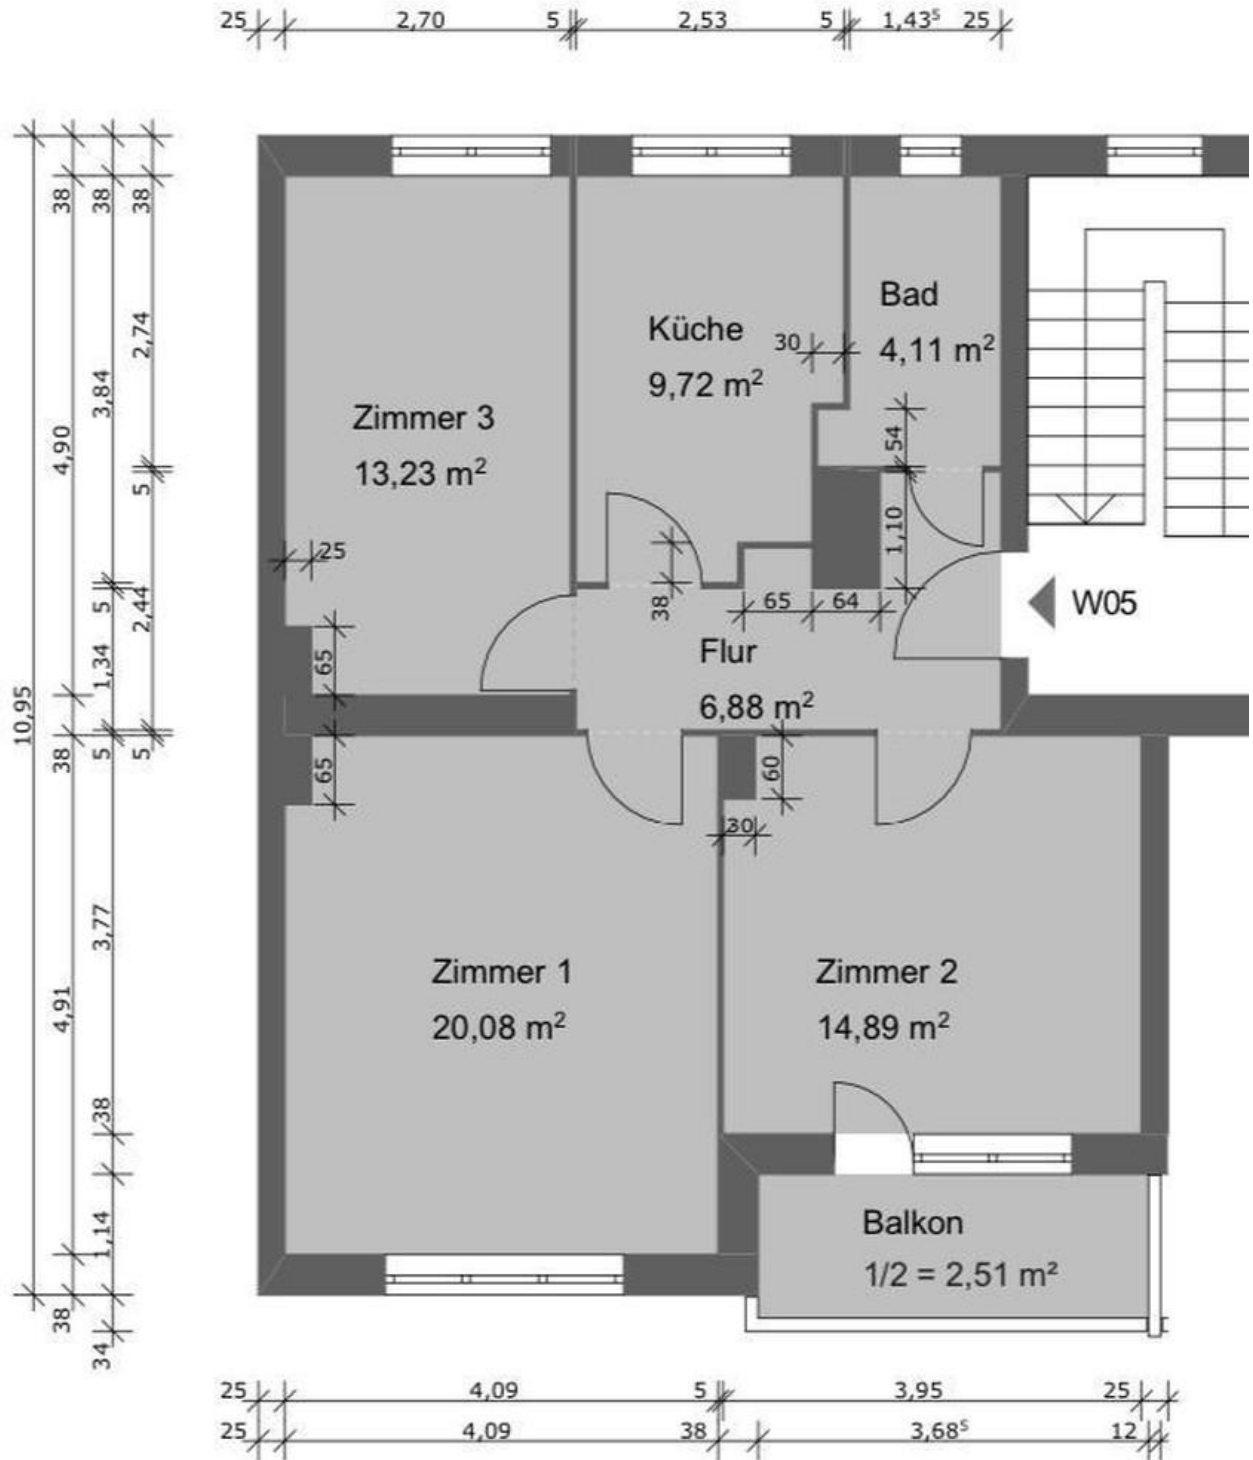 25 2,70 5 2,53 5 1,43⁵ 25
38 38 38
2,74
3,84
4,90
5
5 2,44
1,34
10,95
38 5 5
3,77
4,91
38
1,14
38
34
Bad
4,11 m²
Küche
9,72 m²
30
54
Zimmer 3
13,23 m²
25
1,10
38
65 64
W05
65
Flur
6,88 m²
65
60
30
Zimmer 1
20,08 m²
Zimmer 2
14,89 m²
Balkon
1/2 = 2,51 m²
25 4,09 5 3,95 25
25 4,09 38 3,68⁵ 12